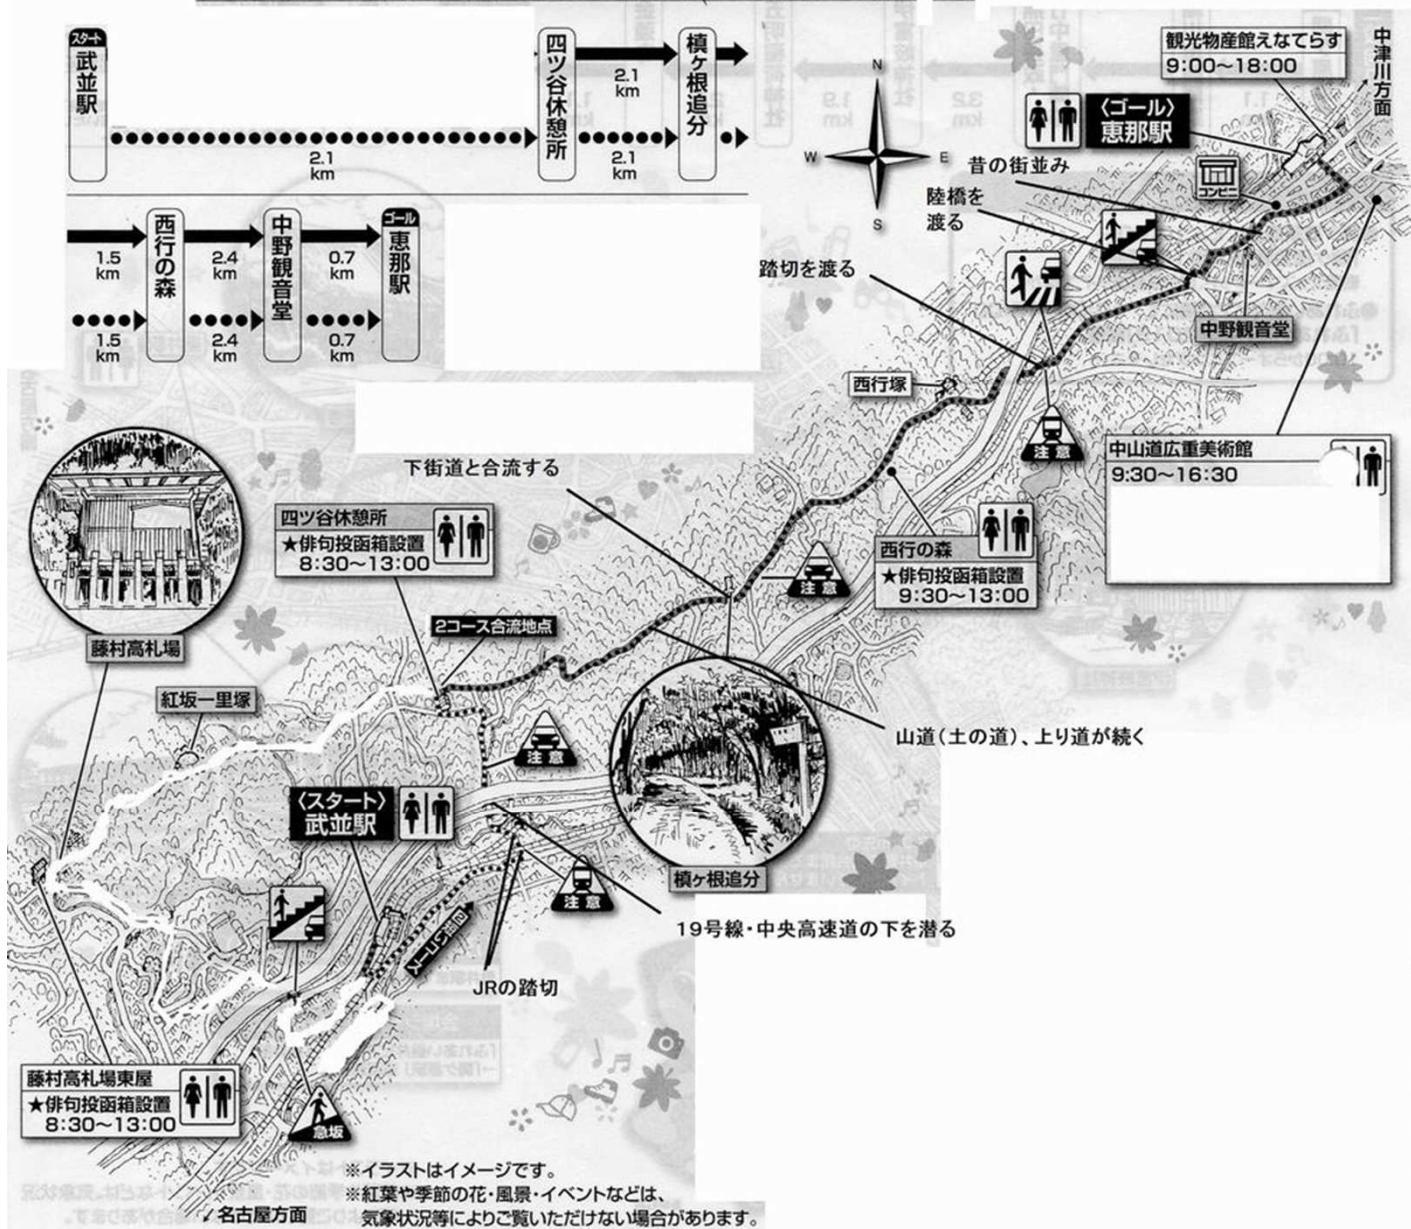 スタート
武並駅
2.1
km
四ツ谷休憩所
2.1
km
2.1
km
槙ヶ根追分
1.5
km
1.5
km
西行の森
2.4
km
2.4
km
中野観音堂
0.7
km
0.7
km
ゴール
恵那駅
N
W
E
S
観光物産館えなてらす
9:00〜18:00
中津川方面
〈ゴール〉
恵那駅
コンビニ
昔の街並み
陸橋を
渡る
踏切を渡る
中野観音堂
西行塚
注意
中山道広重美術館
9:30〜16:30
下街道と合流する
四ツ谷休憩所
★俳句投函箱設置
8:30〜13:00
西行の森
★俳句投函箱設置
9:30〜13:00
注意
2コース合流地点
藤村高札場
紅坂一里塚
注意
山道(土の道)、上り道が続く
〈スタート〉
武並駅
槙ヶ根追分
注意
19号線・中央高速道の下を潜る
JRの踏切
藤村高札場東屋
★俳句投函箱設置
8:30〜13:00
急坂
※イラストはイメージです。
※紅葉や季節の花・風景・イベントなどは、
気象状況等によりご覧いただけない場合があります。
名古屋方面